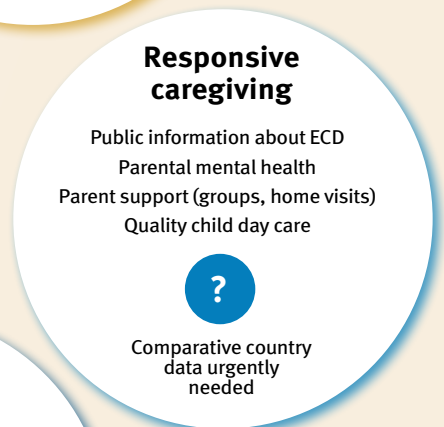 Responsive
caregiving
Public information about ECD
Parental mental health
Parent support (groups, home visits)
Quality child day care
?
Comparative country
data urgently
needed